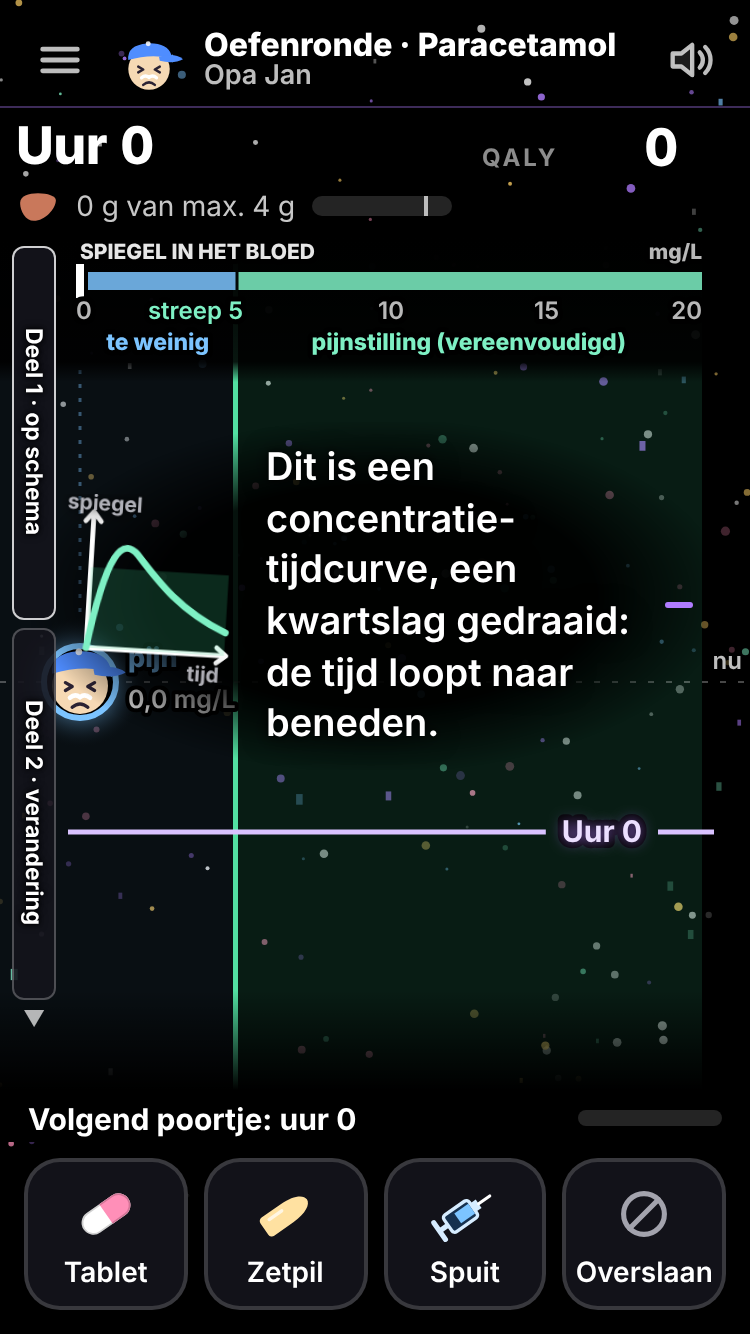 Oefenronde · Paracetamol
Opa Jan
Uur 0
QALY
0
0 g van max. 4 g
SPIEGEL IN HET BLOED
mg/L
0
streep 5
10
15
20
te weinig
pijnstilling (vereenvoudigd)
Deel 1 · op schema
Dit is een
concentratie-
tijdcurve, een
kwartslag gedraaid:
de tijd loopt naar
beneden.
spiegel
tijd
pijn
0,0 mg/L
nu
Deel 2 · verandering
Uur 0
Volgend poortje: uur 0
Tablet
Zetpil
Spuit
Overslaan